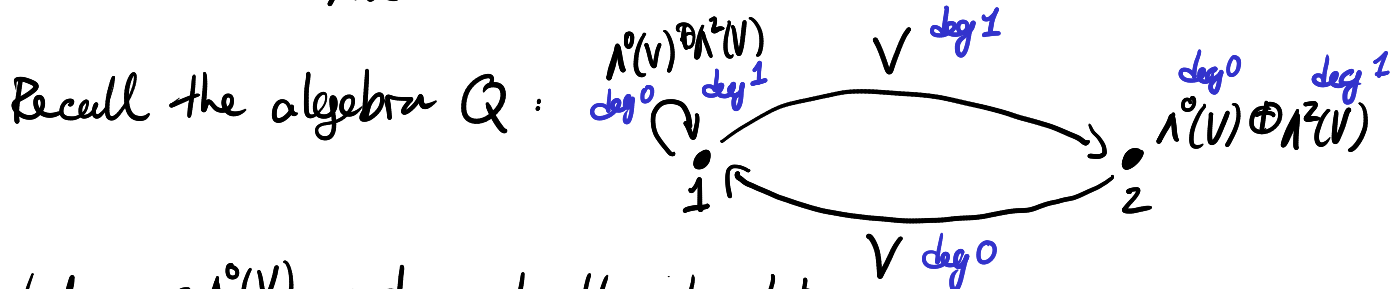 Λ⁰(V)⊕Λ²(V)
deg 0 deg 1
V deg 1
deg 0 deg 1
Λ⁰(V)⊕Λ²(V)
Recall the algebra Q :
1
2
V deg 0
Λ⁰(V)